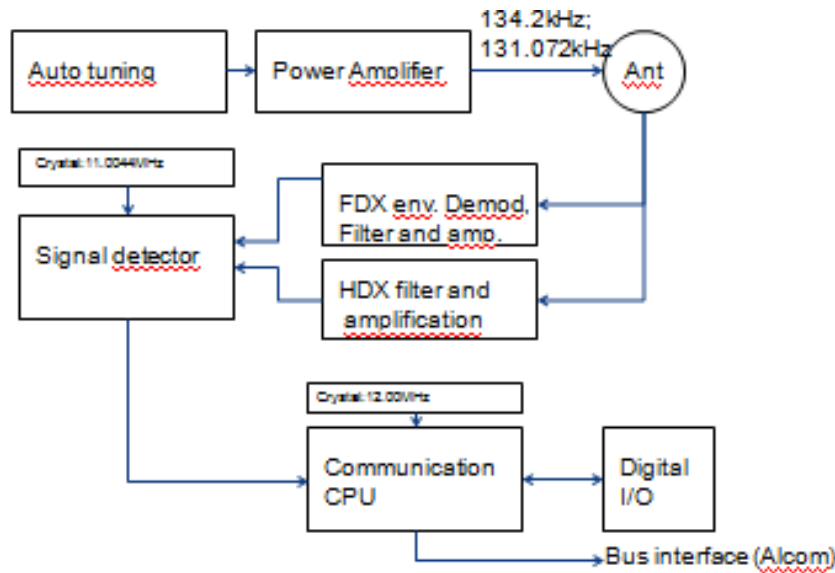 134.2kHz;
131.072kHz
Auto tuning
Power Amplifier
Ant
Crystal: 11.0044MHz
FDX env. Demod,
Filter and amp.
Signal detector
HDX filter and
amplification
Crystal: 12.00MHz
Communication
CPU
Digital
I/O
Bus interface (Alcom)